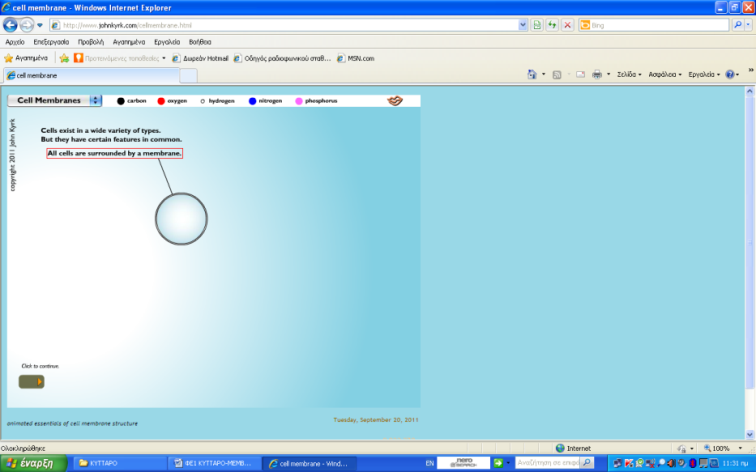 cell membrane - Windows Internet Explorer
http://www.johnkyrk.com/cellmembrane.html
Bing
Αρχείο Επεξεργασία Προβολή Αγαπημένα Εργαλεία Βοήθεια
Αγαπημένα Προτεινόμενες τοποθεσίες Δωρεάν Hotmail Οδηγός ραδιοφωνικού σταθ... MSN.com
cell membrane
Σελίδα Ασφάλεια Εργαλεία
Cell Membranes carbon oxygen hydrogen nitrogen phosphorus
copyright 2011 John Kyrk
Cells exist in a wide variety of types.
But they have certain features in common.
All cells are surrounded by a membrane.
Click to continue.
Tuesday, September 20, 2011
animated essentials of cell membrane structure
Ολοκληρώθηκε
Internet
100%
έναρξη ΚΥΤΤΑΡΟ ΦΕ1 ΚΥΤΤΑΡΟ-ΜΕΜΒ... cell membrane - Wind... EN
11:31 πμ